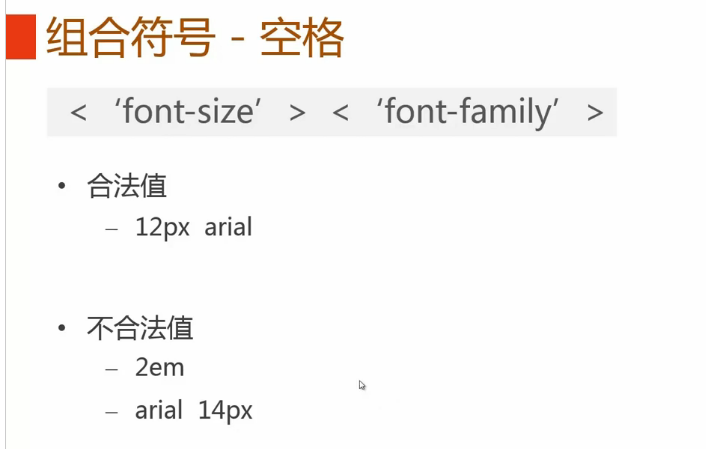 组合符号 - 空格
< ‘font-size’ > < ‘font-family’ >
• 合法值
– 12px arial
• 不合法值
– 2em
– arial 14px